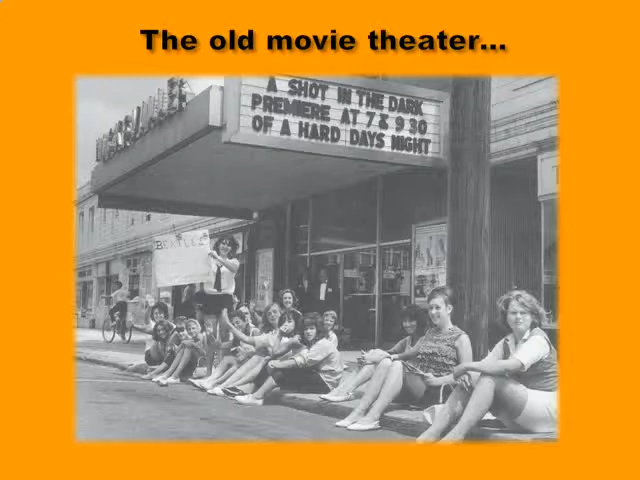 The old movie theater...
A SHOT IN THE DARK
PREMIERE AT 7 & 9 30
OF A HARD DAYS NIGHT
BEATLES